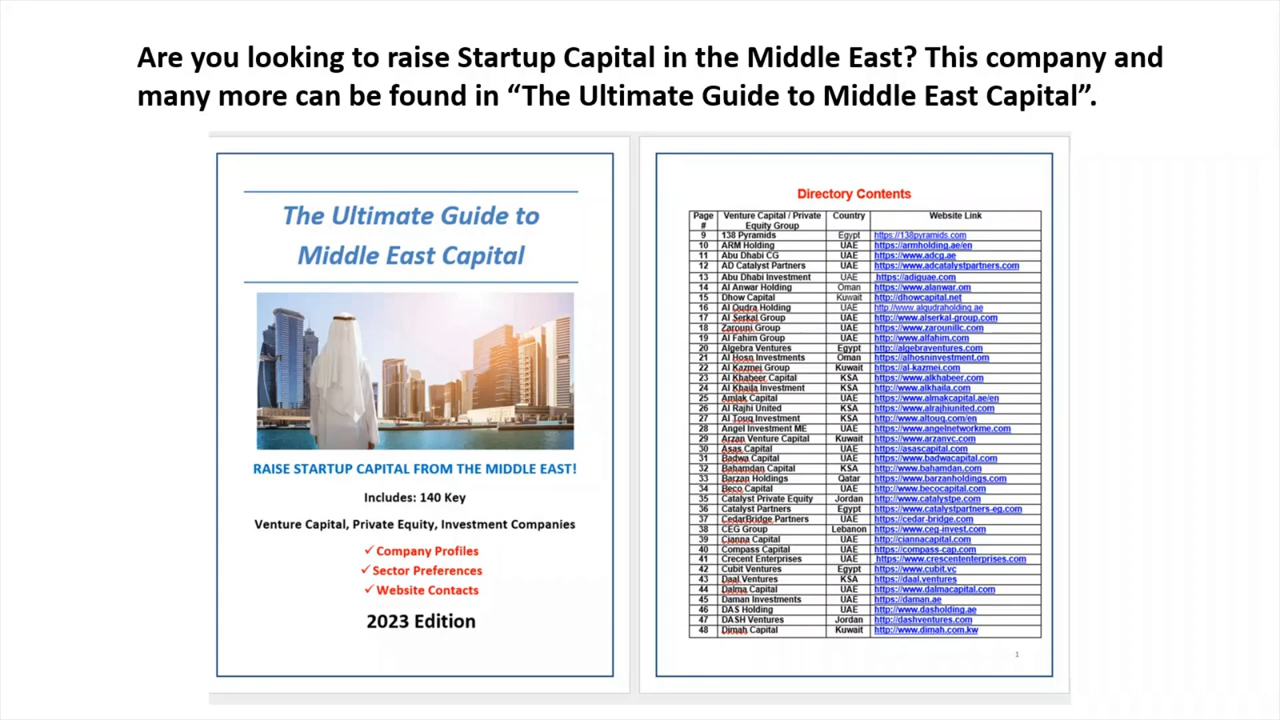 Are you looking to raise Startup Capital in the Middle East? This company and
many more can be found in “The Ultimate Guide to Middle East Capital”.
The Ultimate Guide to
Middle East Capital
RAISE STARTUP CAPITAL FROM THE MIDDLE EAST!
Includes: 140 Key
Venture Capital, Private Equity, Investment Companies
✓Company Profiles
✓Sector Preferences
✓Website Contacts
2023 Edition
Directory Contents
Page # Venture Capital / Private Equity Group Country Website Link
9 138 Pyramids Egypt https://138pyramids.com
10 ARM Holding UAE https://armholding.ae/en
11 Abu Dhabi CG UAE https://www.adcg.ae
12 AD Catalyst Partners UAE https://www.adcatalystpartners.com
13 Abu Dhabi Investment UAE https://adiguae.com
14 Al Anwar Holding Oman https://www.alanwar.om
15 Dhow Capital Kuwait http://dhowcapital.net
16 Al Qudra Holding UAE http://www.alqudraholding.ae
17 Al Serkal Group UAE http://www.alserkal-group.com
18 Zarouni Group UAE http://www.zarounillc.com
19 Al Fahim Group UAE http://www.alfahim.com
20 Algebra Ventures Egypt http://algebraventures.com
21 Al Hosn Investments Oman https://alhosninvestment.om
22 Al Kazmei Group Kuwait https://al-kazmei.com
23 Al Khabeer Capital KSA https://www.alkhabeer.com
24 Al Khaila Investment KSA http://www.alkhaila.com
25 Amlak Capital UAE https://www.almakcapital.ae/en
26 Al Rajhi United KSA https://www.alrajhiunited.com
27 Al Touq Investment KSA http://www.altouq.com/en
28 Angel Investment ME UAE https://www.angelnetworkme.com
29 Arzan Venture Capital Kuwait https://www.arzanvc.com
30 Asas Capital UAE https://asascapital.com
31 Badwa Capital UAE https://www.badwacapital.com
32 Bahamdan Capital KSA http://www.bahamdan.com
33 Barzan Holdings Qatar https://www.barzanholdings.com
34 Beco Capital UAE http://www.becocapital.com
35 Catalyst Private Equity Jordan http://www.catalystpe.com
36 Catalyst Partners Egypt https://www.catalystpartners-eg.com
37 CedarBridge Partners UAE https://cedar-bridge.com
38 CEG Group Lebanon https://www.ceg-invest.com
39 Cianna Capital UAE http://ciannacapital.com
40 Compass Capital UAE https://compass-cap.com
41 Crecent Enterprises UAE https://www.crescententerprises.com
42 Cubit Ventures Egypt https://www.cubit.vc
43 Daal Ventures KSA https://daal.ventures
44 Dalma Capital UAE https://www.dalmacapital.com
45 Daman Investments UAE https://daman.ae
46 DAS Holding UAE http://www.dasholding.ae
47 DASH Ventures Jordan http://dashventures.com
48 Dimah Capital Kuwait http://www.dimah.com.kw
1